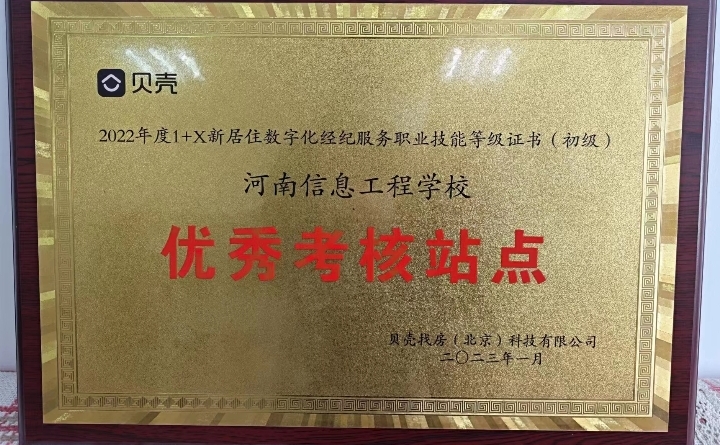 贝壳
2022年度1+X新居住数字化经纪服务职业技能等级证书（初级）
河南信息工程学校
优秀考核站点
贝壳找房（北京）科技有限公司
二〇二三年一月